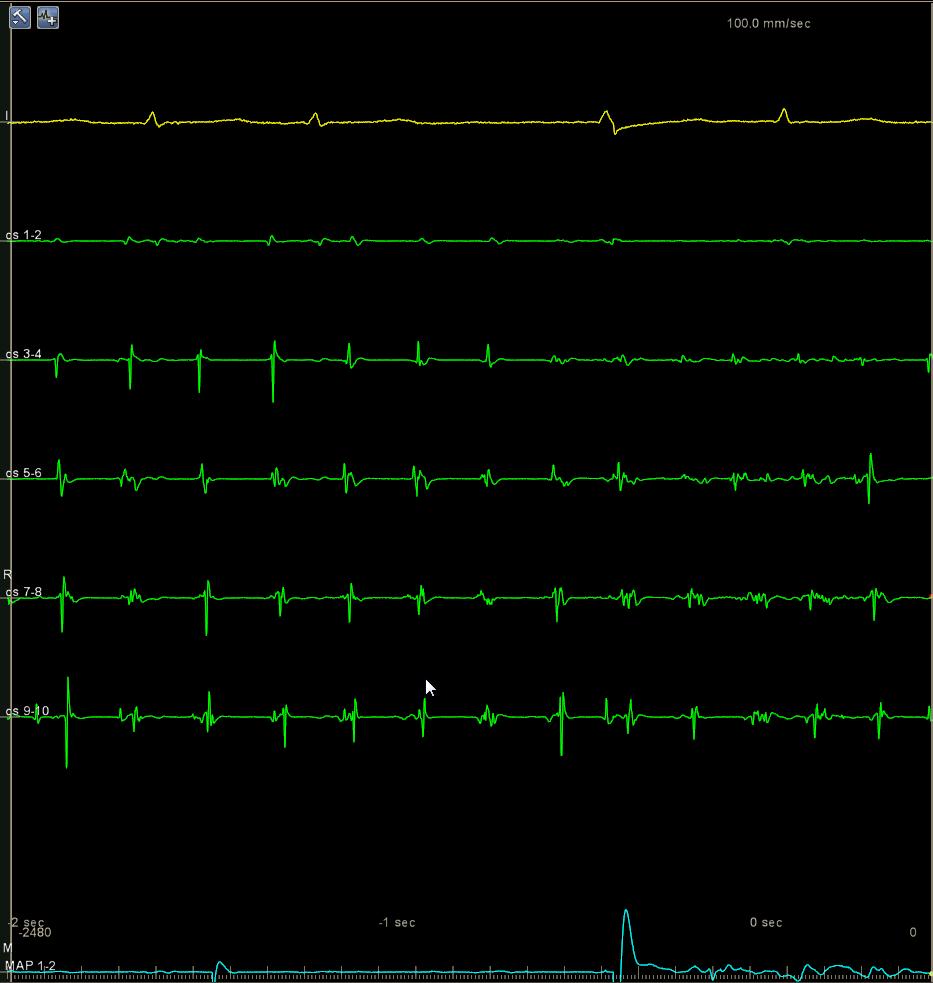 100.0 mm/sec
I
cs 1-2
cs 3-4
cs 5-6
R
cs 7-8
cs 9-10
-2 sec
-1 sec
0 sec
-2480
0
M
MAP 1-2